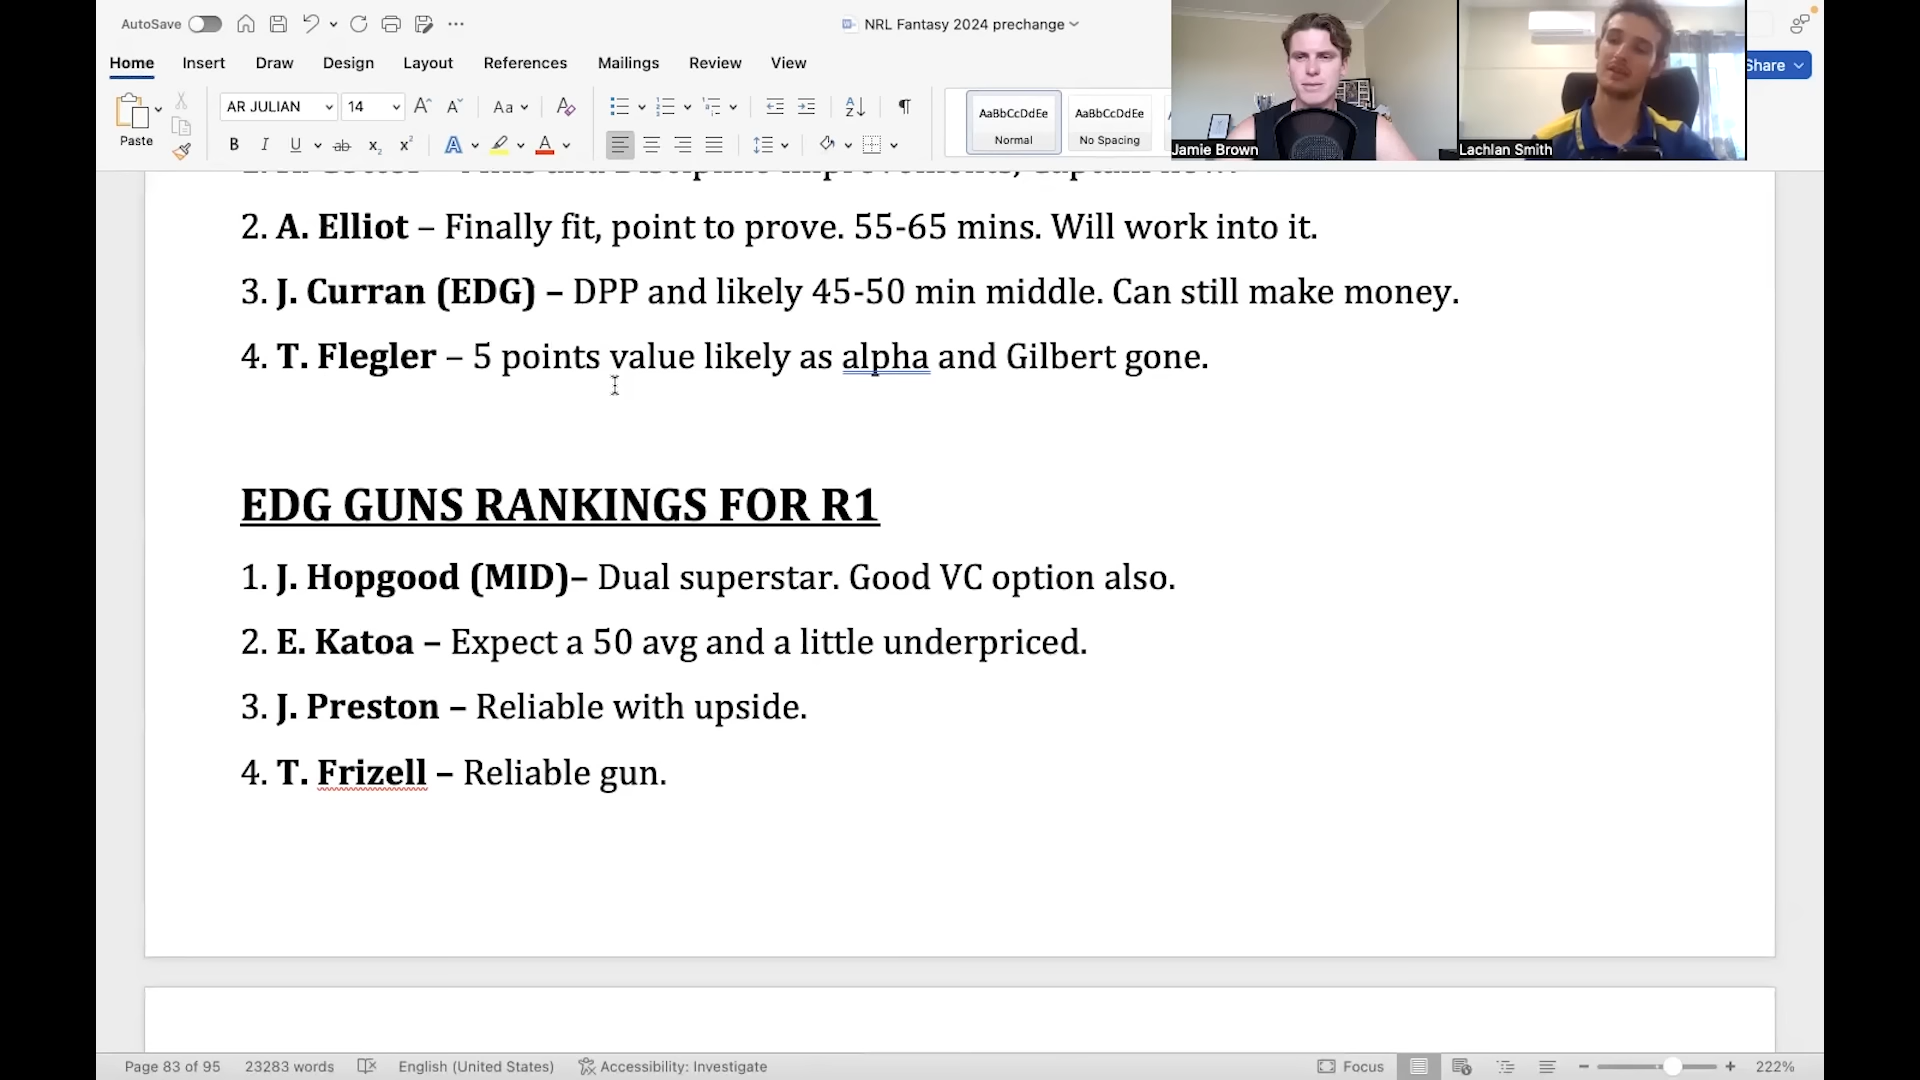 AutoSave
NRL Fantasy 2024 prechange
Home Insert Draw Design Layout References Mailings Review View
Share
Paste
AR JULIAN 14
AaBbCcDdEe AaBbCcDdEe
Normal No Spacing
Jamie Brown
Lachlan Smith
2. A. Elliot – Finally fit, point to prove. 55-65 mins. Will work into it.
3. J. Curran (EDG) – DPP and likely 45-50 min middle. Can still make money.
4. T. Flegler – 5 points value likely as alpha and Gilbert gone.
EDG GUNS RANKINGS FOR R1
1. J. Hopgood (MID)– Dual superstar. Good VC option also.
2. E. Katoa – Expect a 50 avg and a little underpriced.
3. J. Preston – Reliable with upside.
4. T. Frizell – Reliable gun.
Page 83 of 95 23283 words English (United States) Accessibility: Investigate Focus 222%